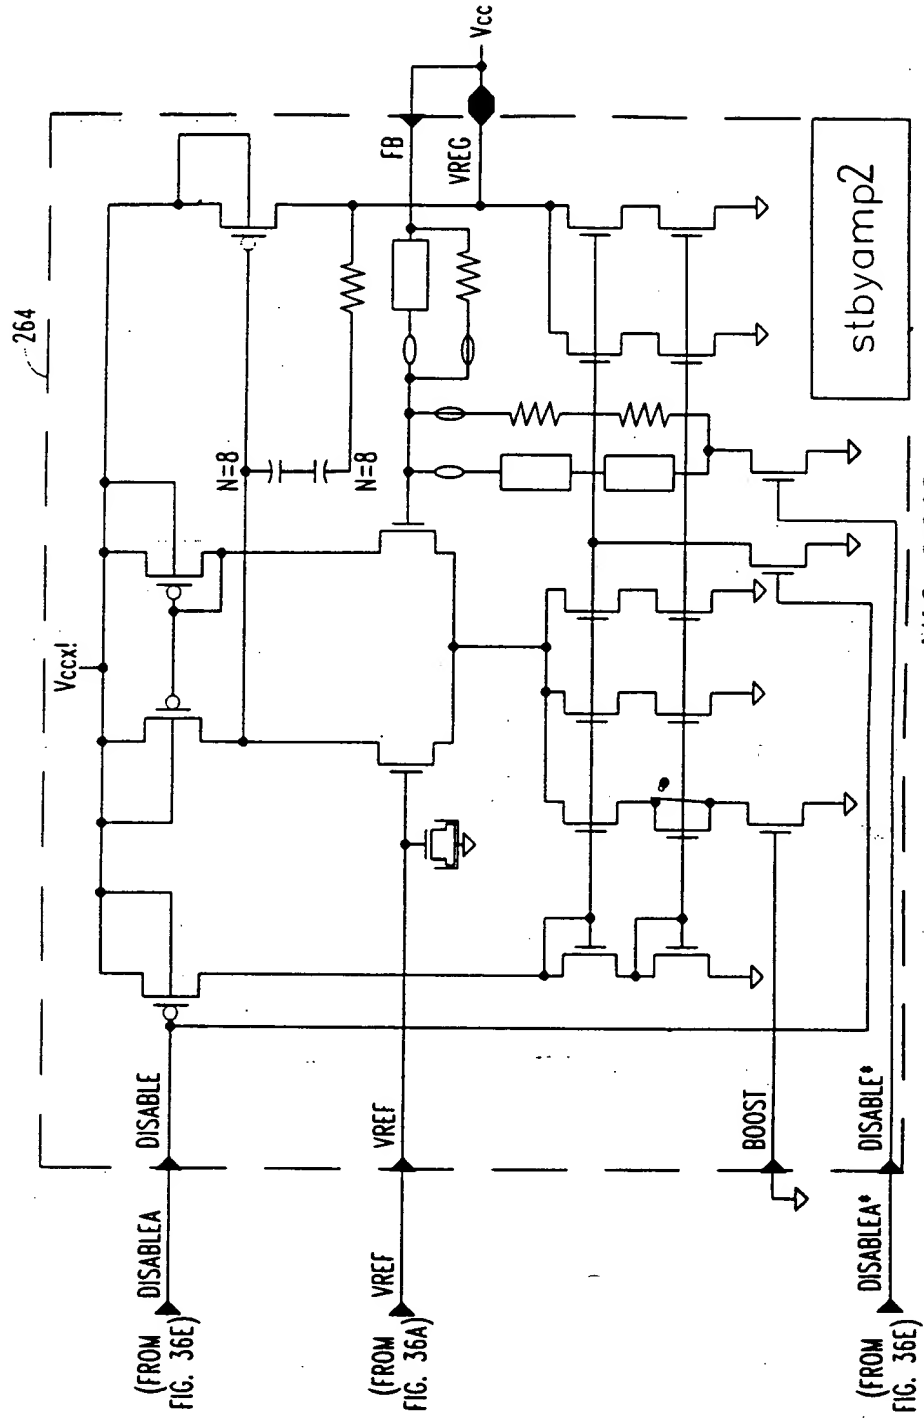 264
Vccx!
N=8
N=8
FB
VREG
Vcc
(FROM
FIG. 36E)
DISABLEA
DISABLE
(FROM
FIG. 36A)
VREF
VREF
BOOST
(FROM
FIG. 36E)
DISABLEA*
DISABLE*
stbyamp2